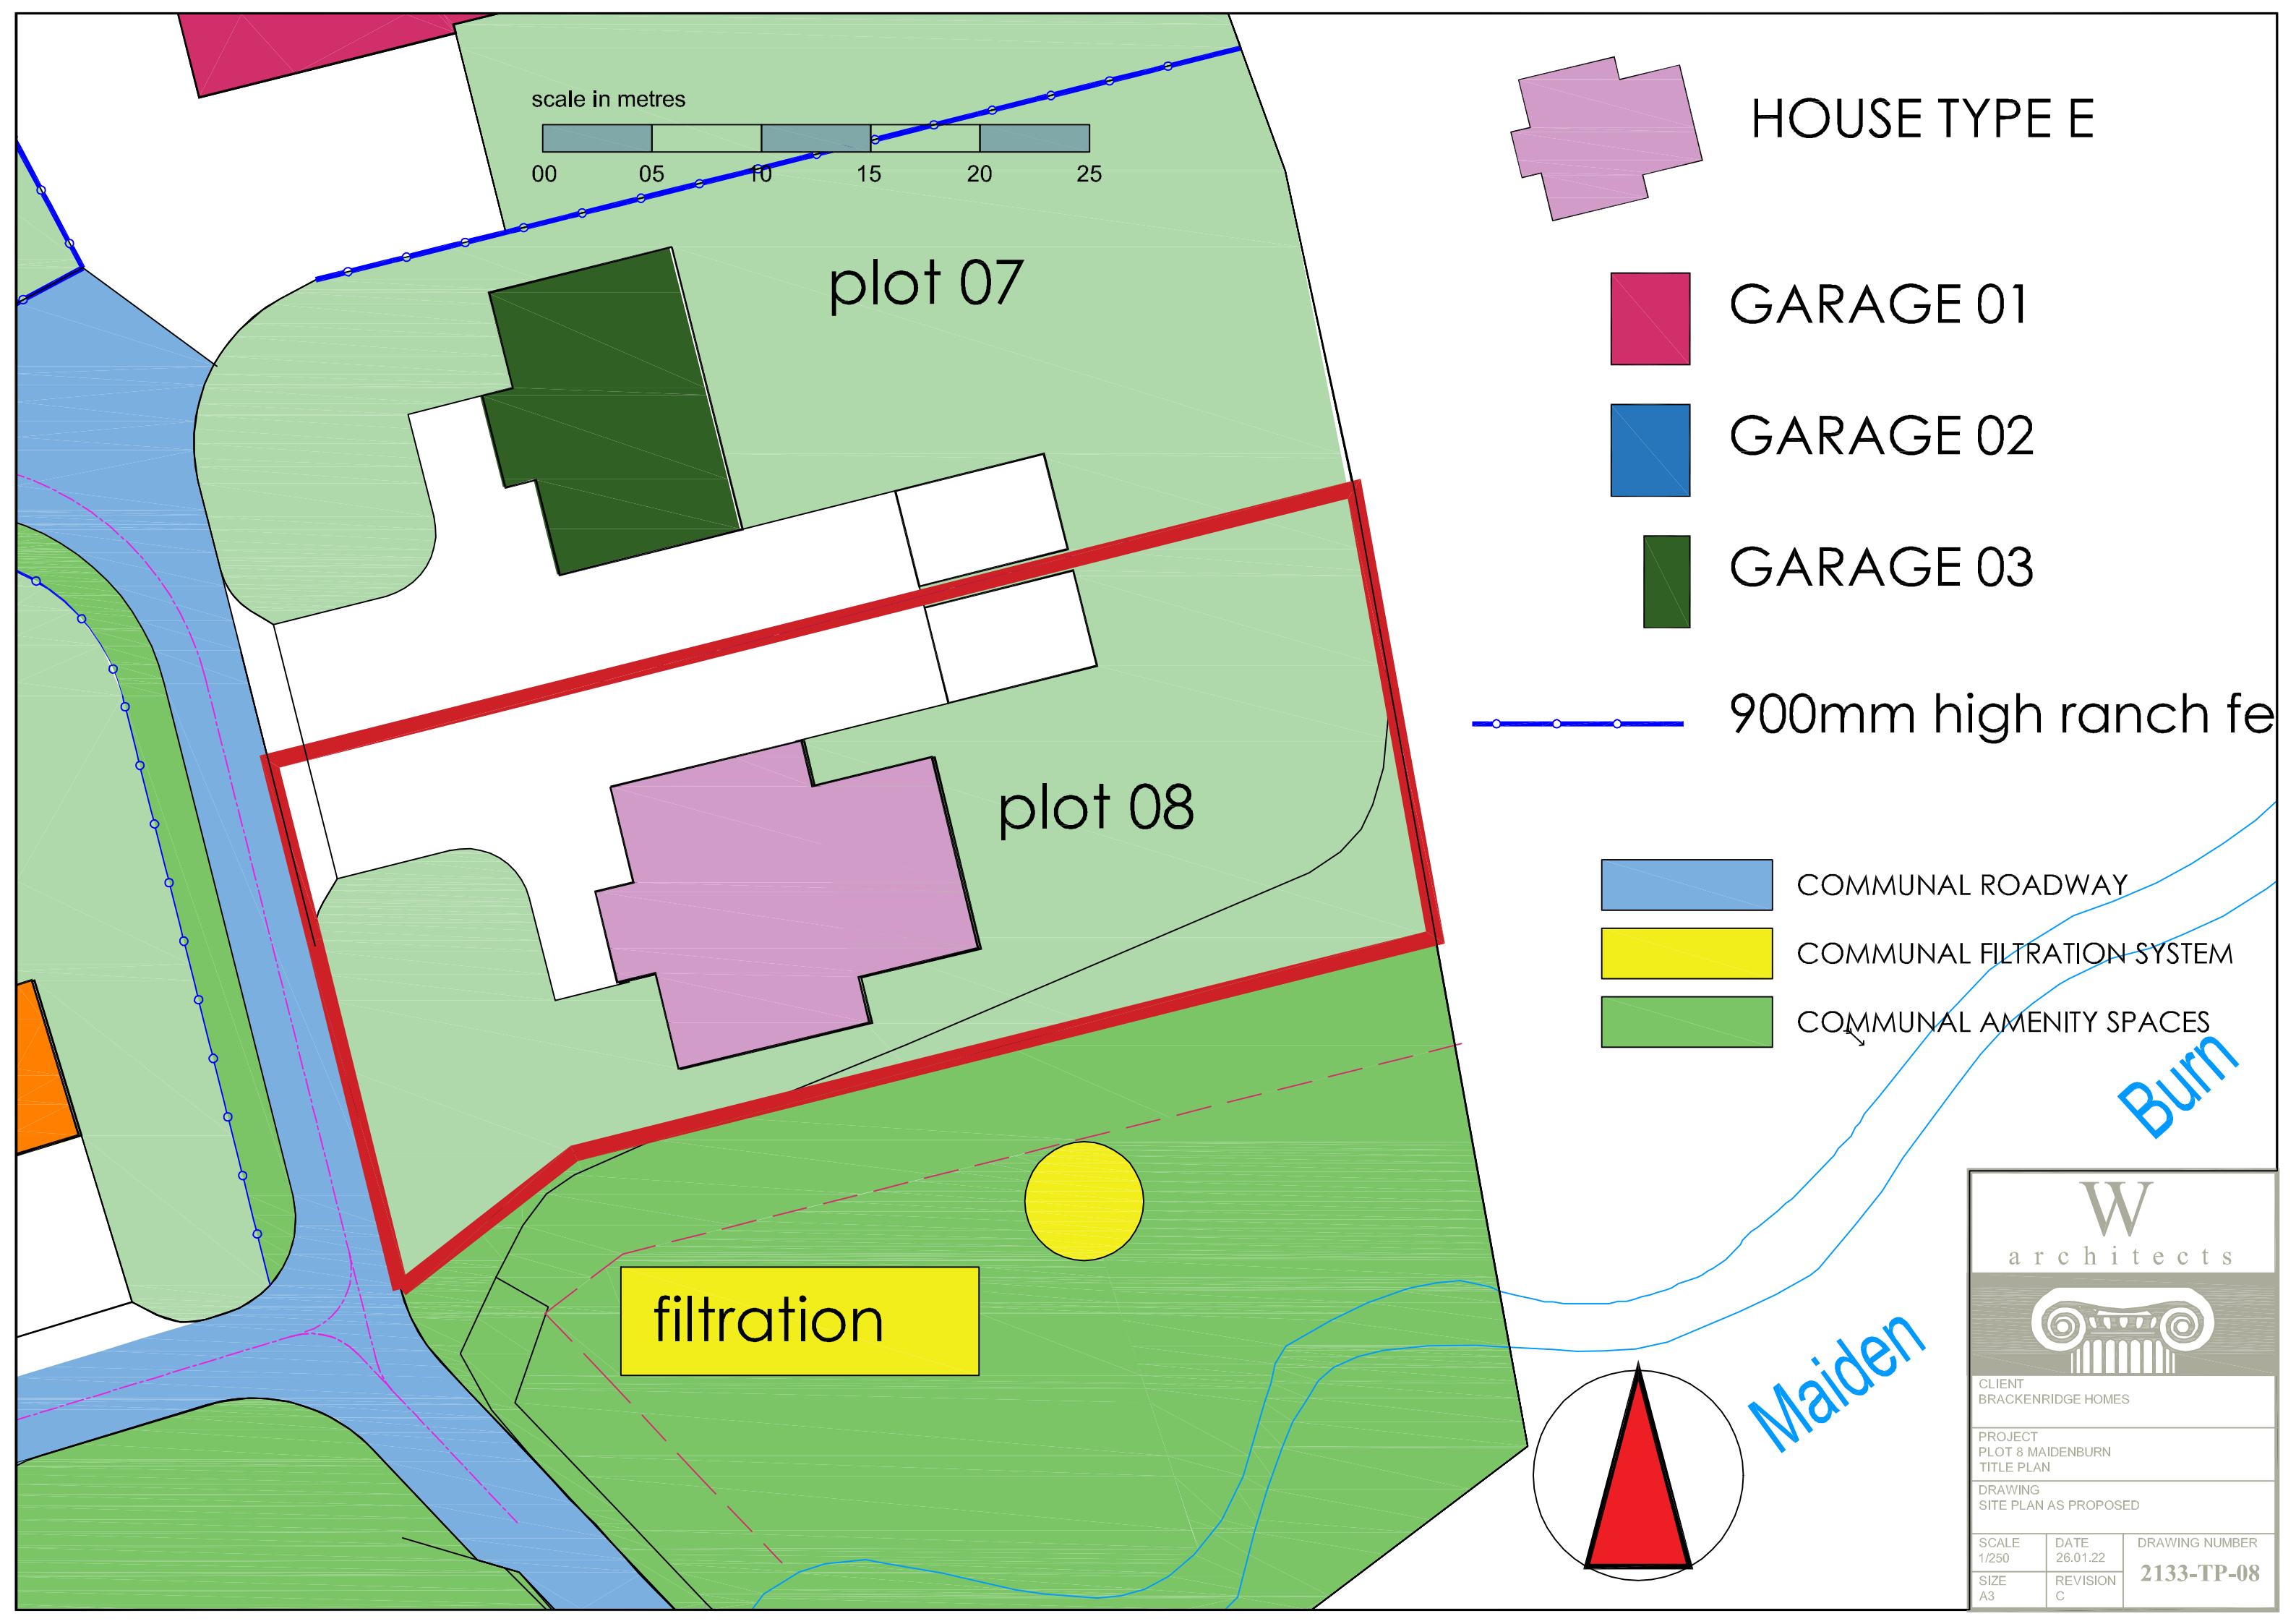 scale in metres
00 05 10 15 20 25
plot 07
plot 08
filtration
HOUSE TYPE E
GARAGE 01
GARAGE 02
GARAGE 03
900mm high ranch fe
COMMUNAL ROADWAY
COMMUNAL FILTRATION SYSTEM
COMMUNAL AMENITY SPACES
Maiden
Burn
W
architects
CLIENT
BRACKENRIDGE HOMES
PROJECT
PLOT 8 MAIDENBURN
TITLE PLAN
DRAWING
SITE PLAN AS PROPOSED
SCALE
1/250
DATE
26.01.22
DRAWING NUMBER
2133-TP-08
SIZE
A3
REVISION
C